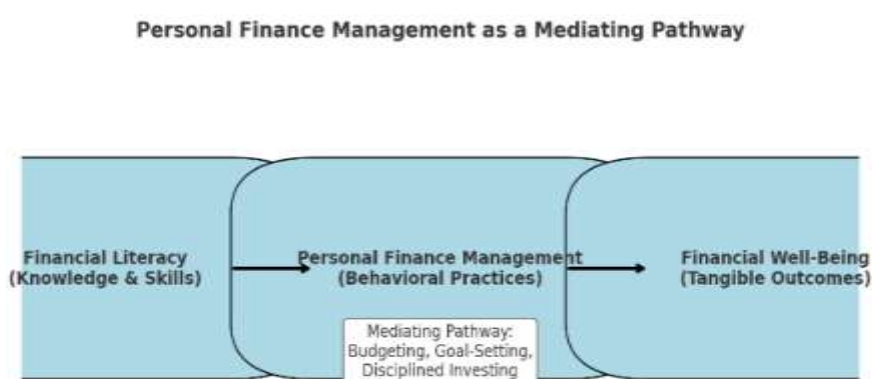 Personal Finance Management as a Mediating Pathway
Financial Literacy
(Knowledge & Skills)
Personal Finance Management
(Behavioral Practices)
Financial Well-Being
(Tangible Outcomes)
Mediating Pathway:
Budgeting, Goal-Setting,
Disciplined Investing